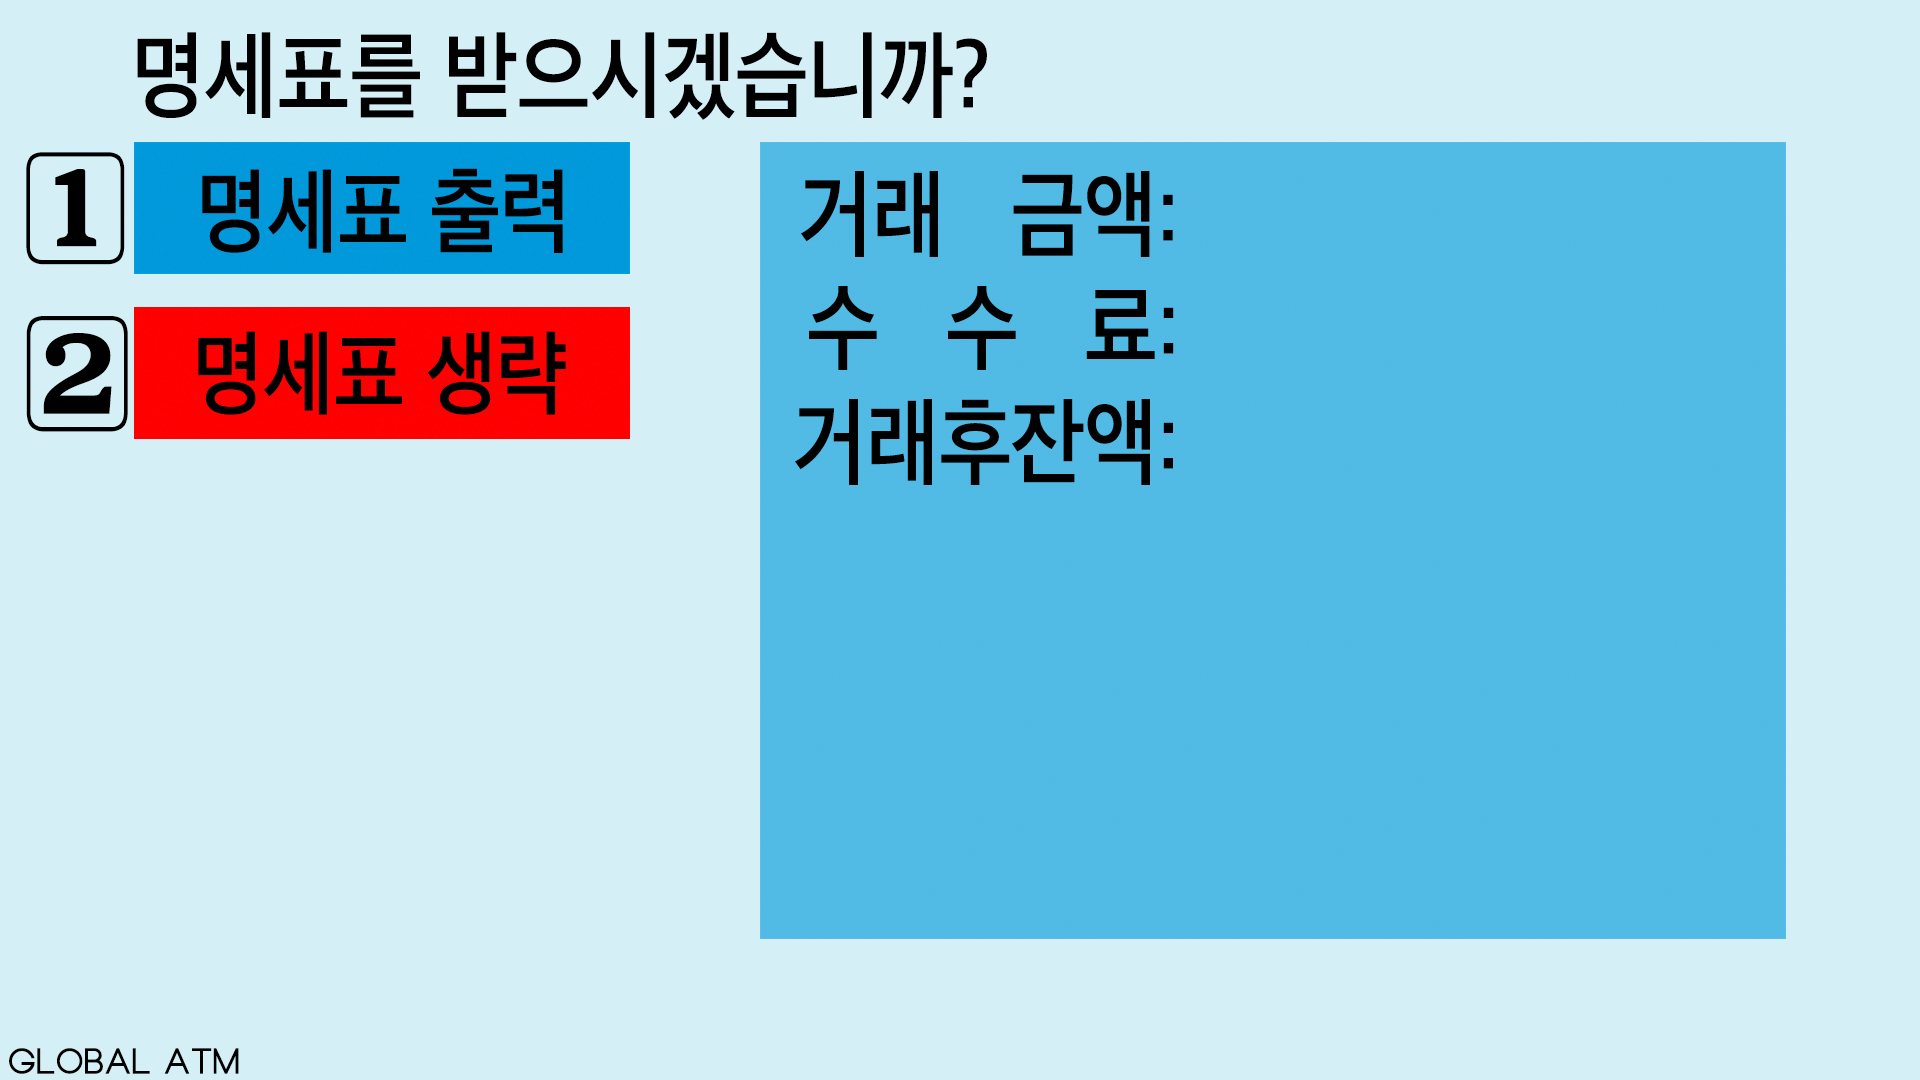 명세표를 받으시겠습니까?
1 명세표 출력
2 명세표 생략
거래 금액:
수 수 료:
거래후잔액:
GLOBAL ATM